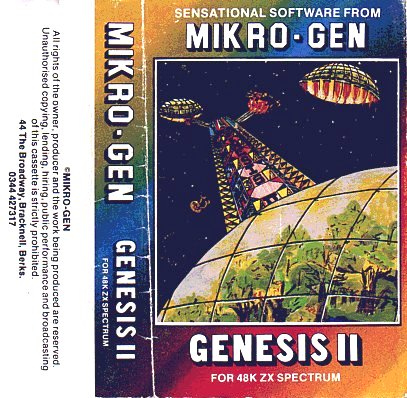 All rights of the owner, producer and the work being produced are reserved.
Unauthorised copying, lending, hiring, public performance and broadcasting
of this cassette is strictly prohibited.
©MIKRO-GEN
44 The Broadway, Bracknell, Berks.
0344 427317
MIKRO-GEN
GENESIS II
FOR 48K ZX SPECTRUM
SENSATIONAL SOFTWARE FROM
MIKRO-GEN
GENESIS II
FOR 48K ZX SPECTRUM